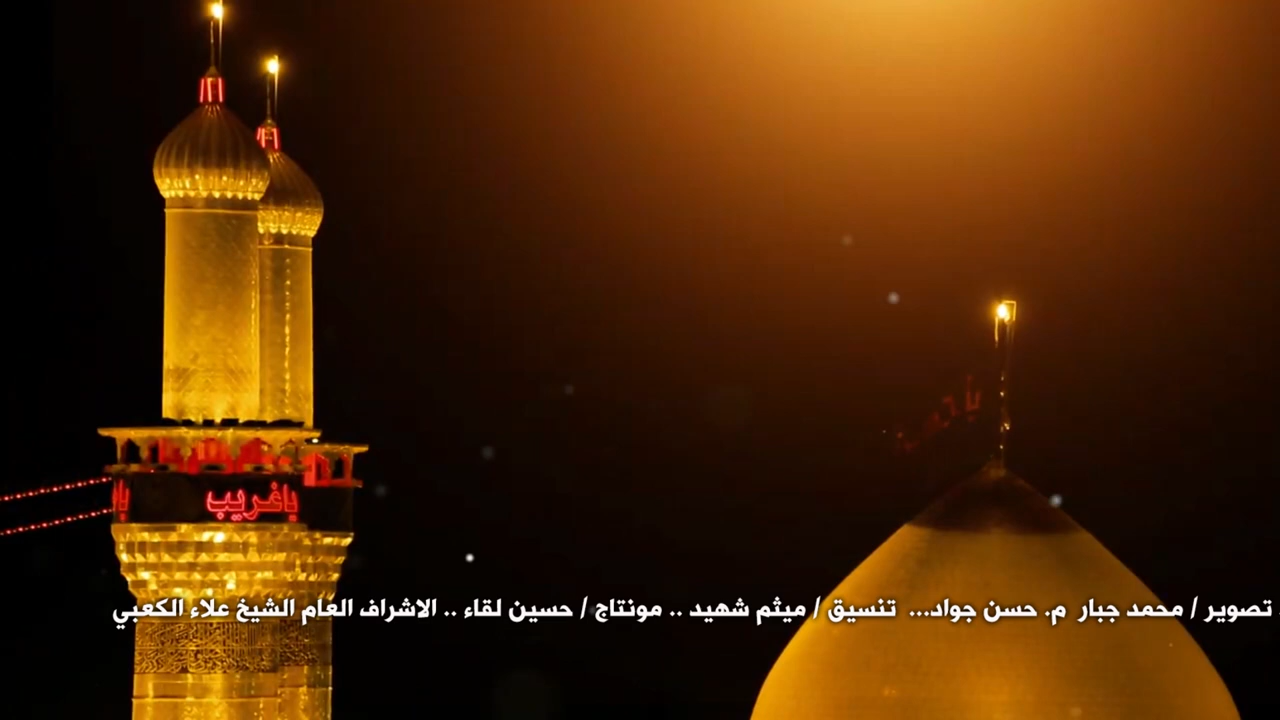 ياغريب
تصوير / محمد جبار م. حسن جواد... تنسيق / ميثم شهيد .. مونتاج / حسين لقاء .. الاشراف العام الشيخ علاء الكعبي